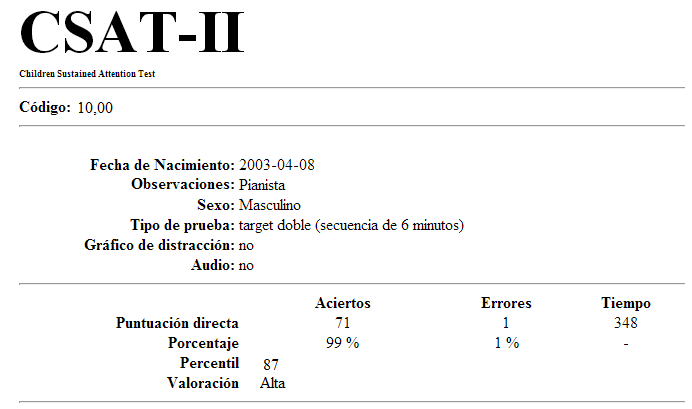 CSAT-II
Children Sustained Attention Test
Código: 10,00
Fecha de Nacimiento: 2003-04-08
Observaciones: Pianista
Sexo: Masculino
Tipo de prueba: target doble (secuencia de 6 minutos)
Gráfico de distracción: no
Audio: no
Aciertos Errores Tiempo
Puntuación directa 71 1 348
Porcentaje 99 % 1 % -
Percentil 87
Valoración Alta